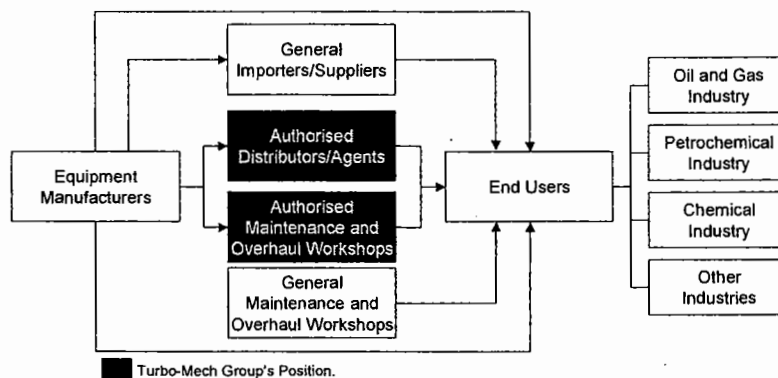 General
Importers/Suppliers
Authorised
Distributors/Agents
Equipment
Manufacturers
Authorised
Maintenance and
Overhaul Workshops
General
Maintenance and
Overhaul Workshops
End Users
Oil and Gas
Industry
Petrochemical
Industry
Chemical
Industry
Other
Industries
Turbo-Mech Group's Position.